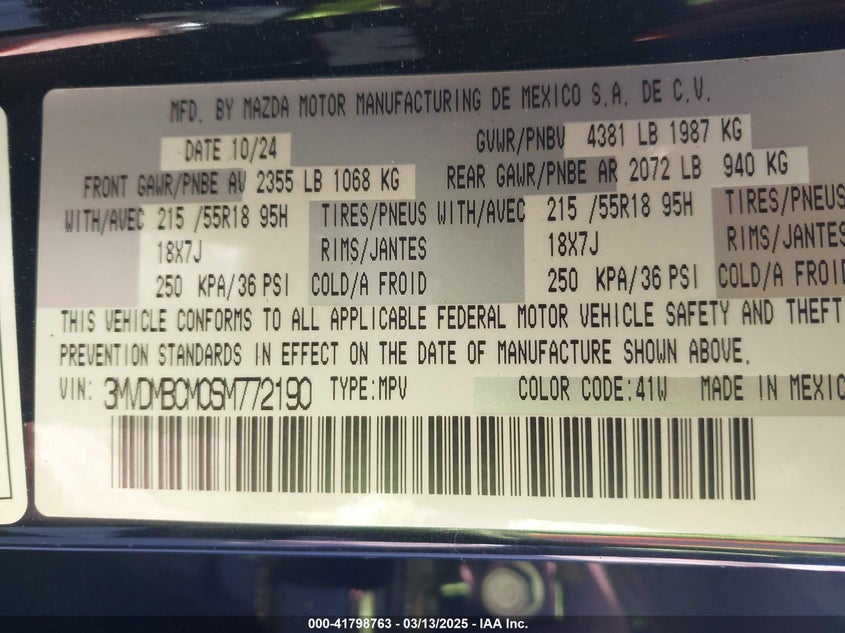 MFD. BY MAZDA MOTOR MANUFACTURING DE MEXICO S.A. DE C.V.
DATE 10/24 GVWR/PNBV 4381 LB 1987 KG
FRONT GAWR/PNBE AV 2355 LB 1068 KG REAR GAWR/PNBE AR 2072 LB 940 KG
WITH/AVEC 215 /55R18 95H TIRES/PNEUS WITH/AVEC 215 /55R18 95H TIRES/PNEUS
18X7J RIMS/JANTES 18X7J RIMS/JANTES
250 KPA/36 PSI COLD/A FROID 250 KPA/36 PSI COLD/A FROID
THIS VEHICLE CONFORMS TO ALL APPLICABLE FEDERAL MOTOR VEHICLE SAFETY AND THEFT
PREVENTION STANDARDS IN EFFECT ON THE DATE OF MANUFACTURE SHOWN ABOVE.
VIN: 3MVDMBCM0SM772190 TYPE:MPV COLOR CODE:41W MADE IN MEXICO
000-41798763 — 03/13/2025 — IAA Inc.